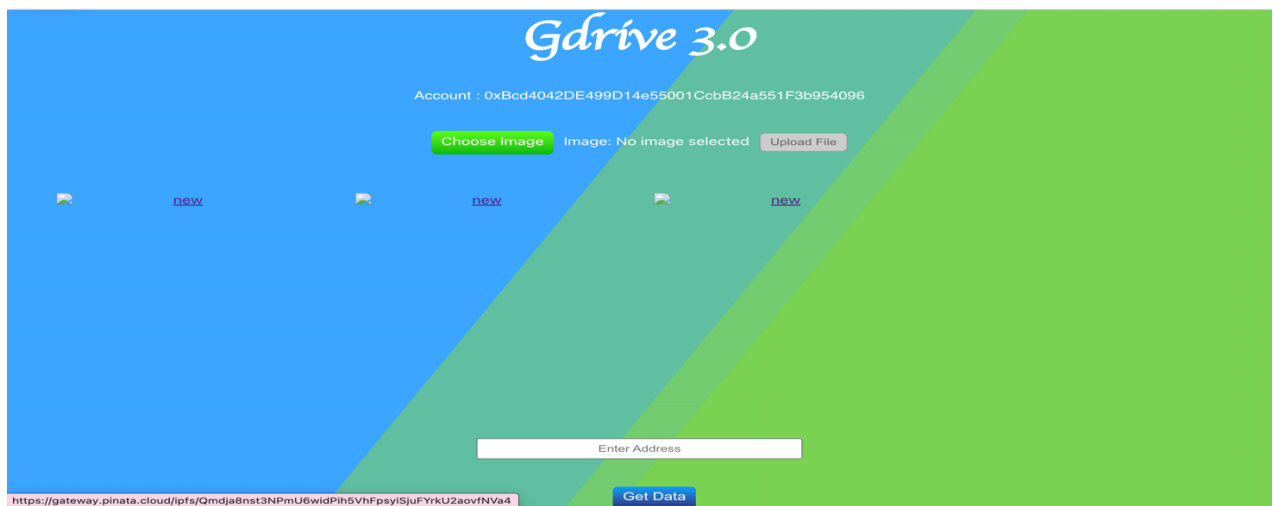 Gdrive 3.0
Account : 0xBcd4042DE499D14e55001CcbB24a551F3b954096
Choose Image Image: No image selected Upload File
new new new
Enter Address
Get Data
https://gateway.pinata.cloud/ipfs/Qmdja8nst3NPmU6widPih5VhFpsyiSjuFYrkU2aovfNVa4